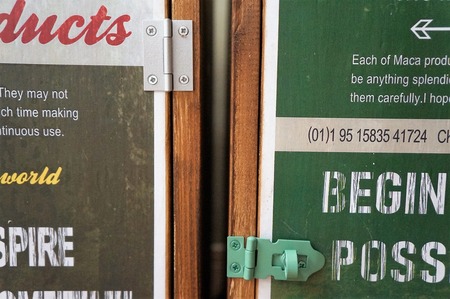 ducts
They may not
ch time making
tinuous use.
world
SPIRE
Each of Maca produ
be anything splendi
them carefully.I hope
(01)1 95 15835 41724 Ch
BEGIN
POSS